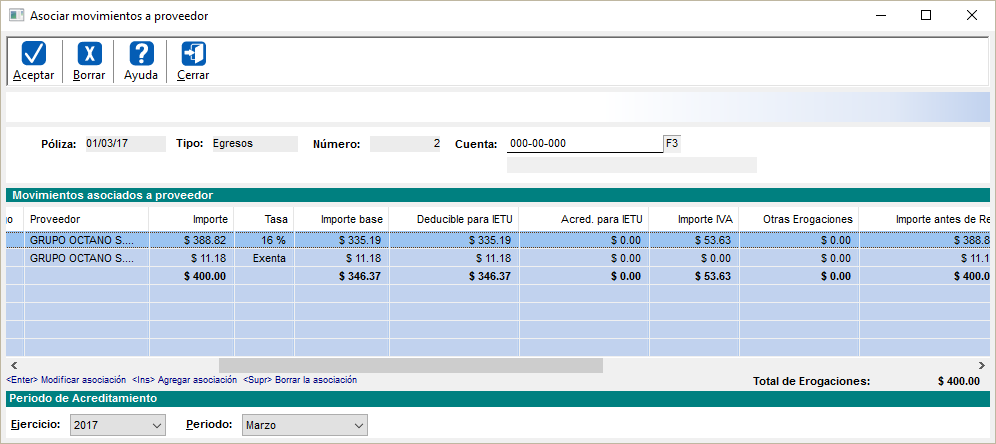 Asociar movimientos a proveedor
Aceptar Borrar Ayuda Cerrar
Póliza: 01/03/17 Tipo: Egresos Número: 2 Cuenta: 000-00-000 F3
Movimientos asociados a proveedor
Proveedor Importe Tasa Importe base Deducible para IETU Acred. para IETU Importe IVA Otras Erogaciones Importe antes de Re
GRUPO OCTANO S.... $ 388.82 16 % $ 335.19 $ 335.19 $ 0.00 $ 53.63 $ 0.00 $ 388.8
GRUPO OCTANO S.... $ 11.18 Exenta $ 11.18 $ 11.18 $ 0.00 $ 0.00 $ 0.00 $ 11.1
$ 400.00 $ 346.37 $ 346.37 $ 0.00 $ 53.63 $ 0.00 $ 400.0
<Enter> Modificar asociación <Ins> Agregar asociación <Supr> Borrar la asociación
Total de Erogaciones: $ 400.00
Periodo de Acreditamiento
Ejercicio: 2017 Periodo: Marzo